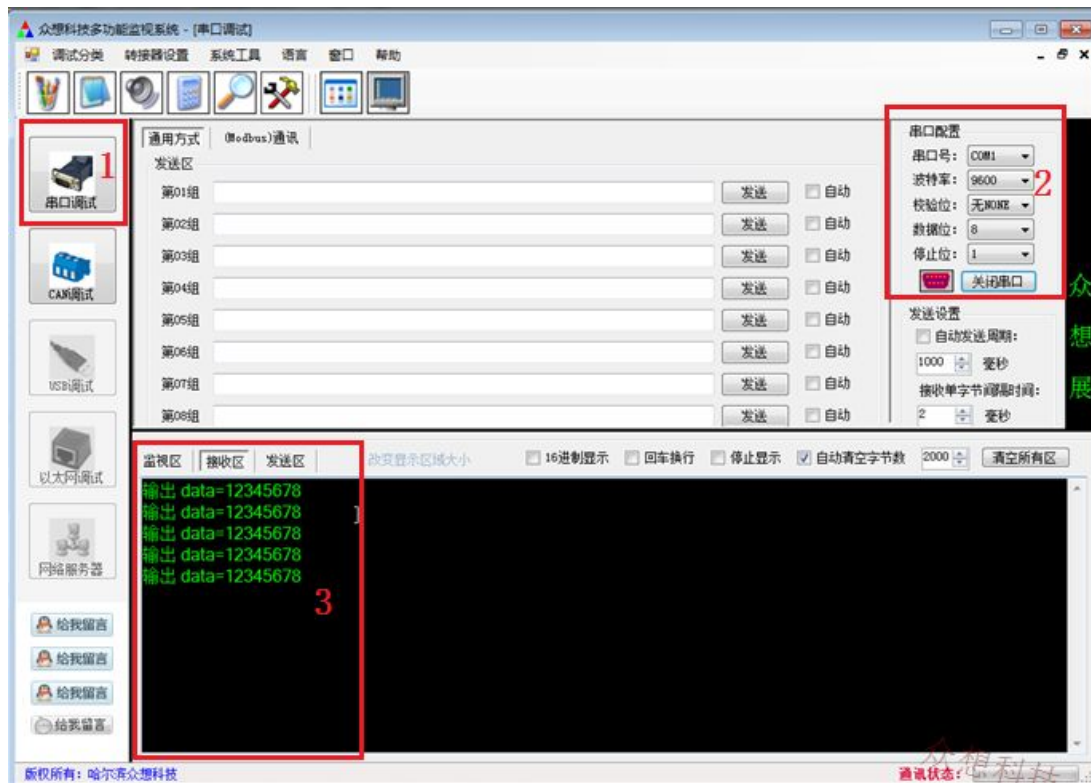 众想科技多功能监视系统 - [串口调试]
调试分类 转接器设置 系统工具 语言 窗口 帮助
串口调试
1
CAN调试
USB调试
以太网调试
网络服务器
给我留言
给我留言
给我留言
给我留言
通用方式 (Modbus)通讯
发送区
第01组 发送 自动
第02组 发送 自动
第03组 发送 自动
第04组 发送 自动
第05组 发送 自动
第06组 发送 自动
第07组 发送 自动
第08组 发送 自动
串口配置
串口号: COM1
波特率: 9600
2
校验位: 无NONE
数据位: 8
停止位: 1
关闭串口
发送设置
自动发送周期:
1000 毫秒
接收单字节间隔时间:
2 毫秒
众
想
展
监视区 接收区 发送区 改变显示区域大小 16进制显示 回车换行 停止显示 自动清空字节数 2000 清空所有区
输出 data=12345678
输出 data=12345678
输出 data=12345678
输出 data=12345678
输出 data=12345678
3
版权所有: 哈尔滨众想科技
通讯状态:
众想科技